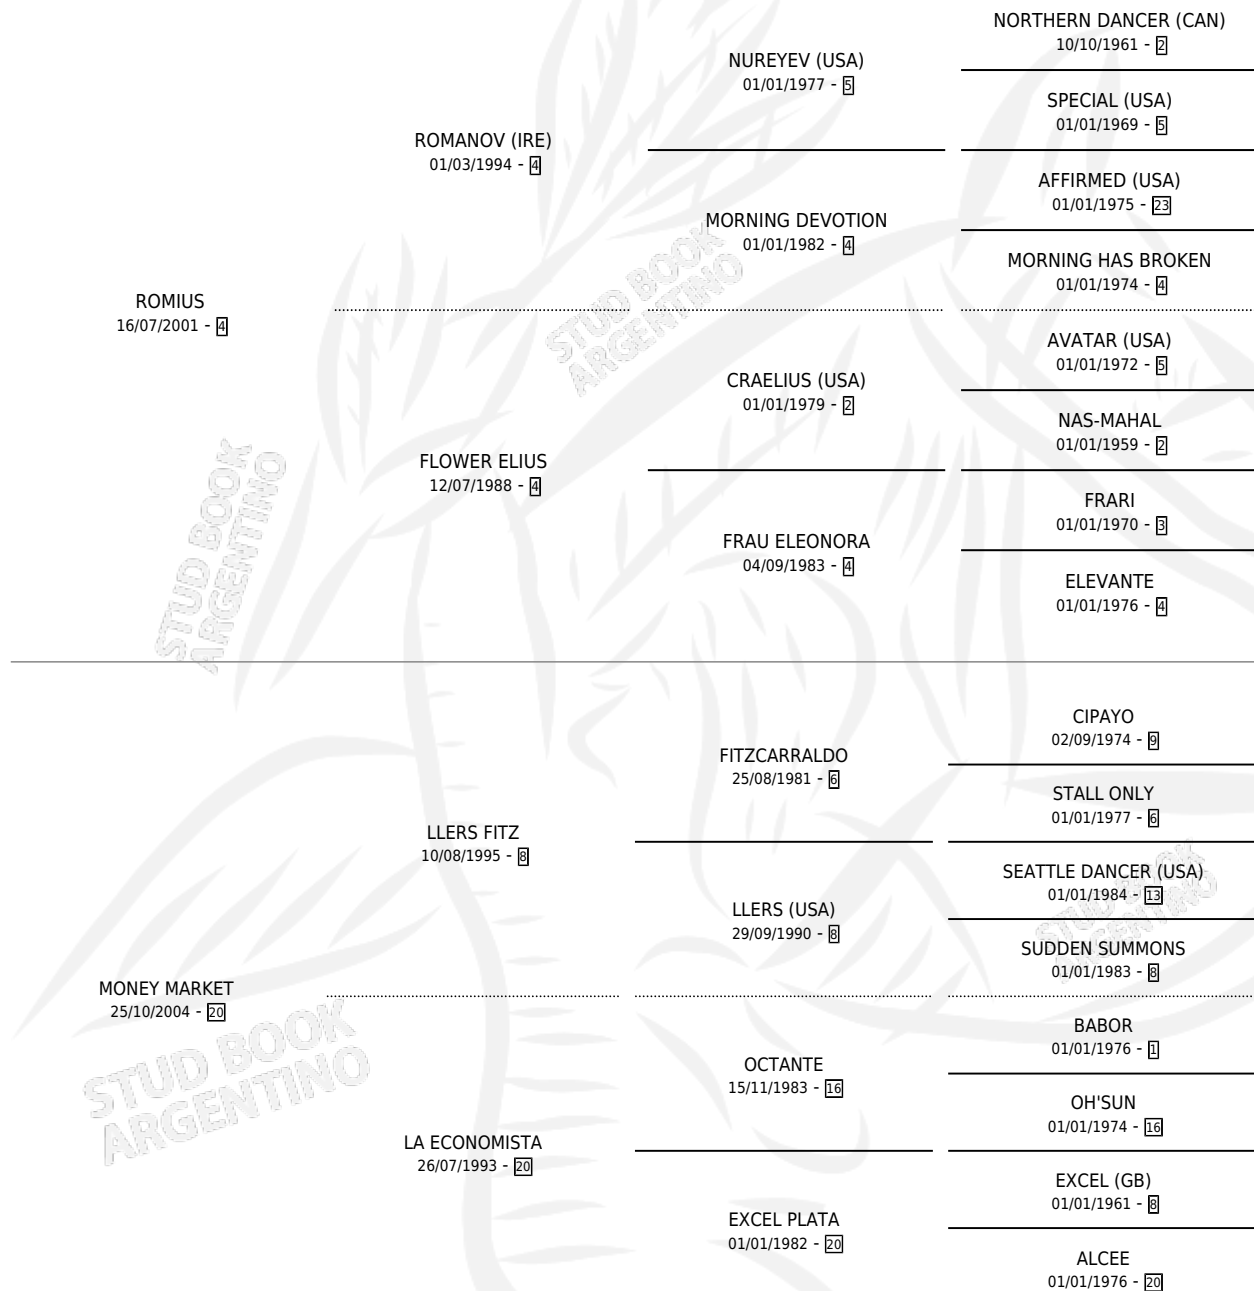 NORTHERN DANCER (CAN)
10/10/1961 - 2
NUREYEV (USA)
01/01/1977 - 5
SPECIAL (USA)
01/01/1969 - 5
ROMANOV (IRE)
01/03/1994 - 4
AFFIRMED (USA)
01/01/1975 - 23
MORNING DEVOTION
01/01/1982 - 4
MORNING HAS BROKEN
01/01/1974 - 4
ROMIUS
16/07/2001 - 4
AVATAR (USA)
01/01/1972 - 5
CRAELIUS (USA)
01/01/1979 - 2
NAS-MAHAL
01/01/1959 - 2
FLOWER ELIUS
12/07/1988 - 4
FRARI
01/01/1970 - 3
FRAU ELEONORA
04/09/1983 - 4
ELEVANTE
01/01/1976 - 4
CIPAYO
02/09/1974 - 9
FITZCARRALDO
25/08/1981 - 6
STALL ONLY
01/01/1977 - 6
LLERS FITZ
10/08/1995 - 8
SEATTLE DANCER (USA)
01/01/1984 - 13
LLERS (USA)
29/09/1990 - 8
SUDDEN SUMMONS
01/01/1983 - 8
MONEY MARKET
25/10/2004 - 20
BABOR
01/01/1976 - 1
OCTANTE
15/11/1983 - 16
OH'SUN
01/01/1974 - 16
LA ECONOMISTA
26/07/1993 - 20
EXCEL (GB)
01/01/1961 - 8
EXCEL PLATA
01/01/1982 - 20
ALCEE
01/01/1976 - 20
STUD BOOK
ARGENTINO
STUD BOOK
ARGENTINO
STUD BOOK
ARGENTINO
STUD BOOK
ARGENTINO